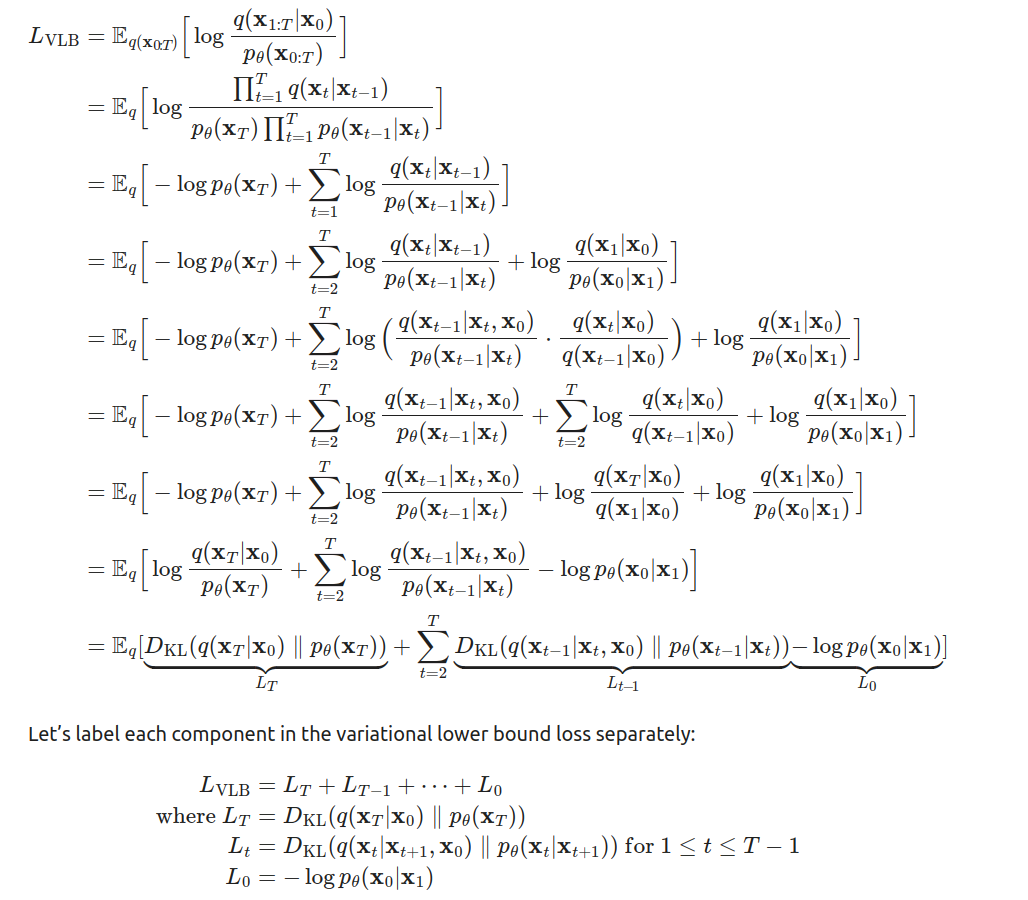 L_VLB = 𝔼_{q(𝐱_{0:T})}[ log q(𝐱_{1:T}|𝐱_0) / p_θ(𝐱_{0:T}) ]
= 𝔼_q[ log ∏_{t=1}^T q(𝐱_t|𝐱_{t−1}) / p_θ(𝐱_T) ∏_{t=1}^T p_θ(𝐱_{t−1}|𝐱_t) ]
= 𝔼_q[ − log p_θ(𝐱_T) + ∑_{t=1}^T log q(𝐱_t|𝐱_{t−1}) / p_θ(𝐱_{t−1}|𝐱_t) ]
= 𝔼_q[ − log p_θ(𝐱_T) + ∑_{t=2}^T log q(𝐱_t|𝐱_{t−1}) / p_θ(𝐱_{t−1}|𝐱_t) + log q(𝐱_1|𝐱_0) / p_θ(𝐱_0|𝐱_1) ]
= 𝔼_q[ − log p_θ(𝐱_T) + ∑_{t=2}^T log ( q(𝐱_{t−1}|𝐱_t, 𝐱_0) / p_θ(𝐱_{t−1}|𝐱_t) · q(𝐱_t|𝐱_0) / q(𝐱_{t−1}|𝐱_0) ) + log q(𝐱_1|𝐱_0) / p_θ(𝐱_0|𝐱_1) ]
= 𝔼_q[ − log p_θ(𝐱_T) + ∑_{t=2}^T log q(𝐱_{t−1}|𝐱_t, 𝐱_0) / p_θ(𝐱_{t−1}|𝐱_t) + ∑_{t=2}^T log q(𝐱_t|𝐱_0) / q(𝐱_{t−1}|𝐱_0) + log q(𝐱_1|𝐱_0) / p_θ(𝐱_0|𝐱_1) ]
= 𝔼_q[ − log p_θ(𝐱_T) + ∑_{t=2}^T log q(𝐱_{t−1}|𝐱_t, 𝐱_0) / p_θ(𝐱_{t−1}|𝐱_t) + log q(𝐱_T|𝐱_0) / q(𝐱_1|𝐱_0) + log q(𝐱_1|𝐱_0) / p_θ(𝐱_0|𝐱_1) ]
= 𝔼_q[ log q(𝐱_T|𝐱_0) / p_θ(𝐱_T) + ∑_{t=2}^T log q(𝐱_{t−1}|𝐱_t, 𝐱_0) / p_θ(𝐱_{t−1}|𝐱_t) − log p_θ(𝐱_0|𝐱_1) ]
= 𝔼_q[D_KL(q(𝐱_T|𝐱_0) ∥ p_θ(𝐱_T)) + ∑_{t=2}^T D_KL(q(𝐱_{t−1}|𝐱_t, 𝐱_0) ∥ p_θ(𝐱_{t−1}|𝐱_t)) − log p_θ(𝐱_0|𝐱_1)]
L_T L_{t−1} L_0
Let’s label each component in the variational lower bound loss separately:
L_VLB = L_T + L_{T−1} + ⋯ + L_0
where L_T = D_KL(q(𝐱_T|𝐱_0) ∥ p_θ(𝐱_T))
L_t = D_KL(q(𝐱_t|𝐱_{t+1}, 𝐱_0) ∥ p_θ(𝐱_t|𝐱_{t+1})) for 1 ≤ t ≤ T − 1
L_0 = − log p_θ(𝐱_0|𝐱_1)